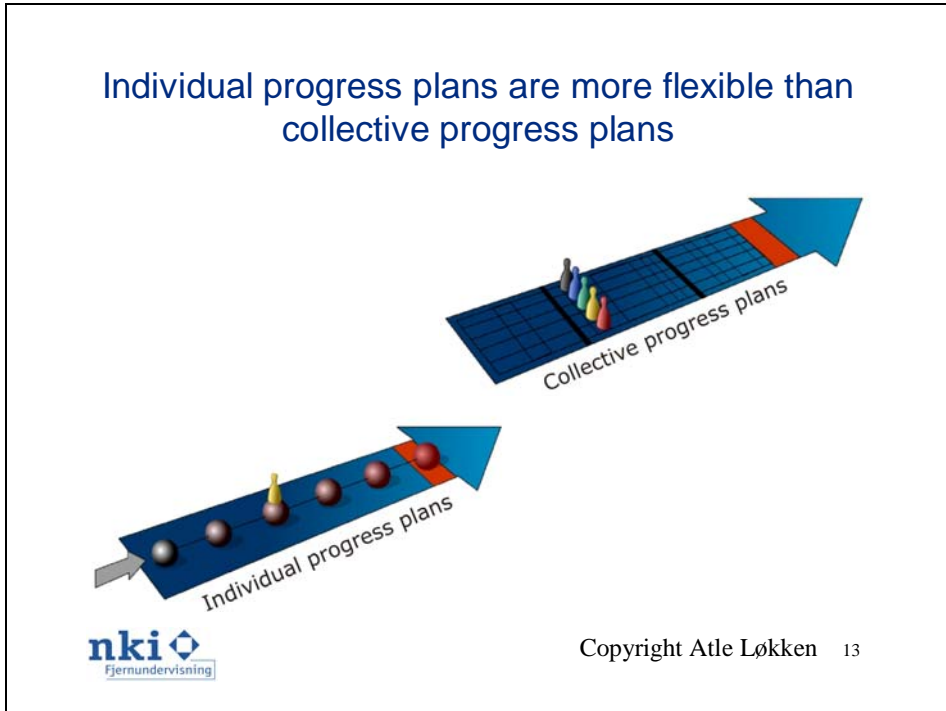 Individual progress plans are more flexible than
collective progress plans
Collective progress plans
Individual progress plans
nki
Fjernundervisning
Copyright Atle Løkken 13